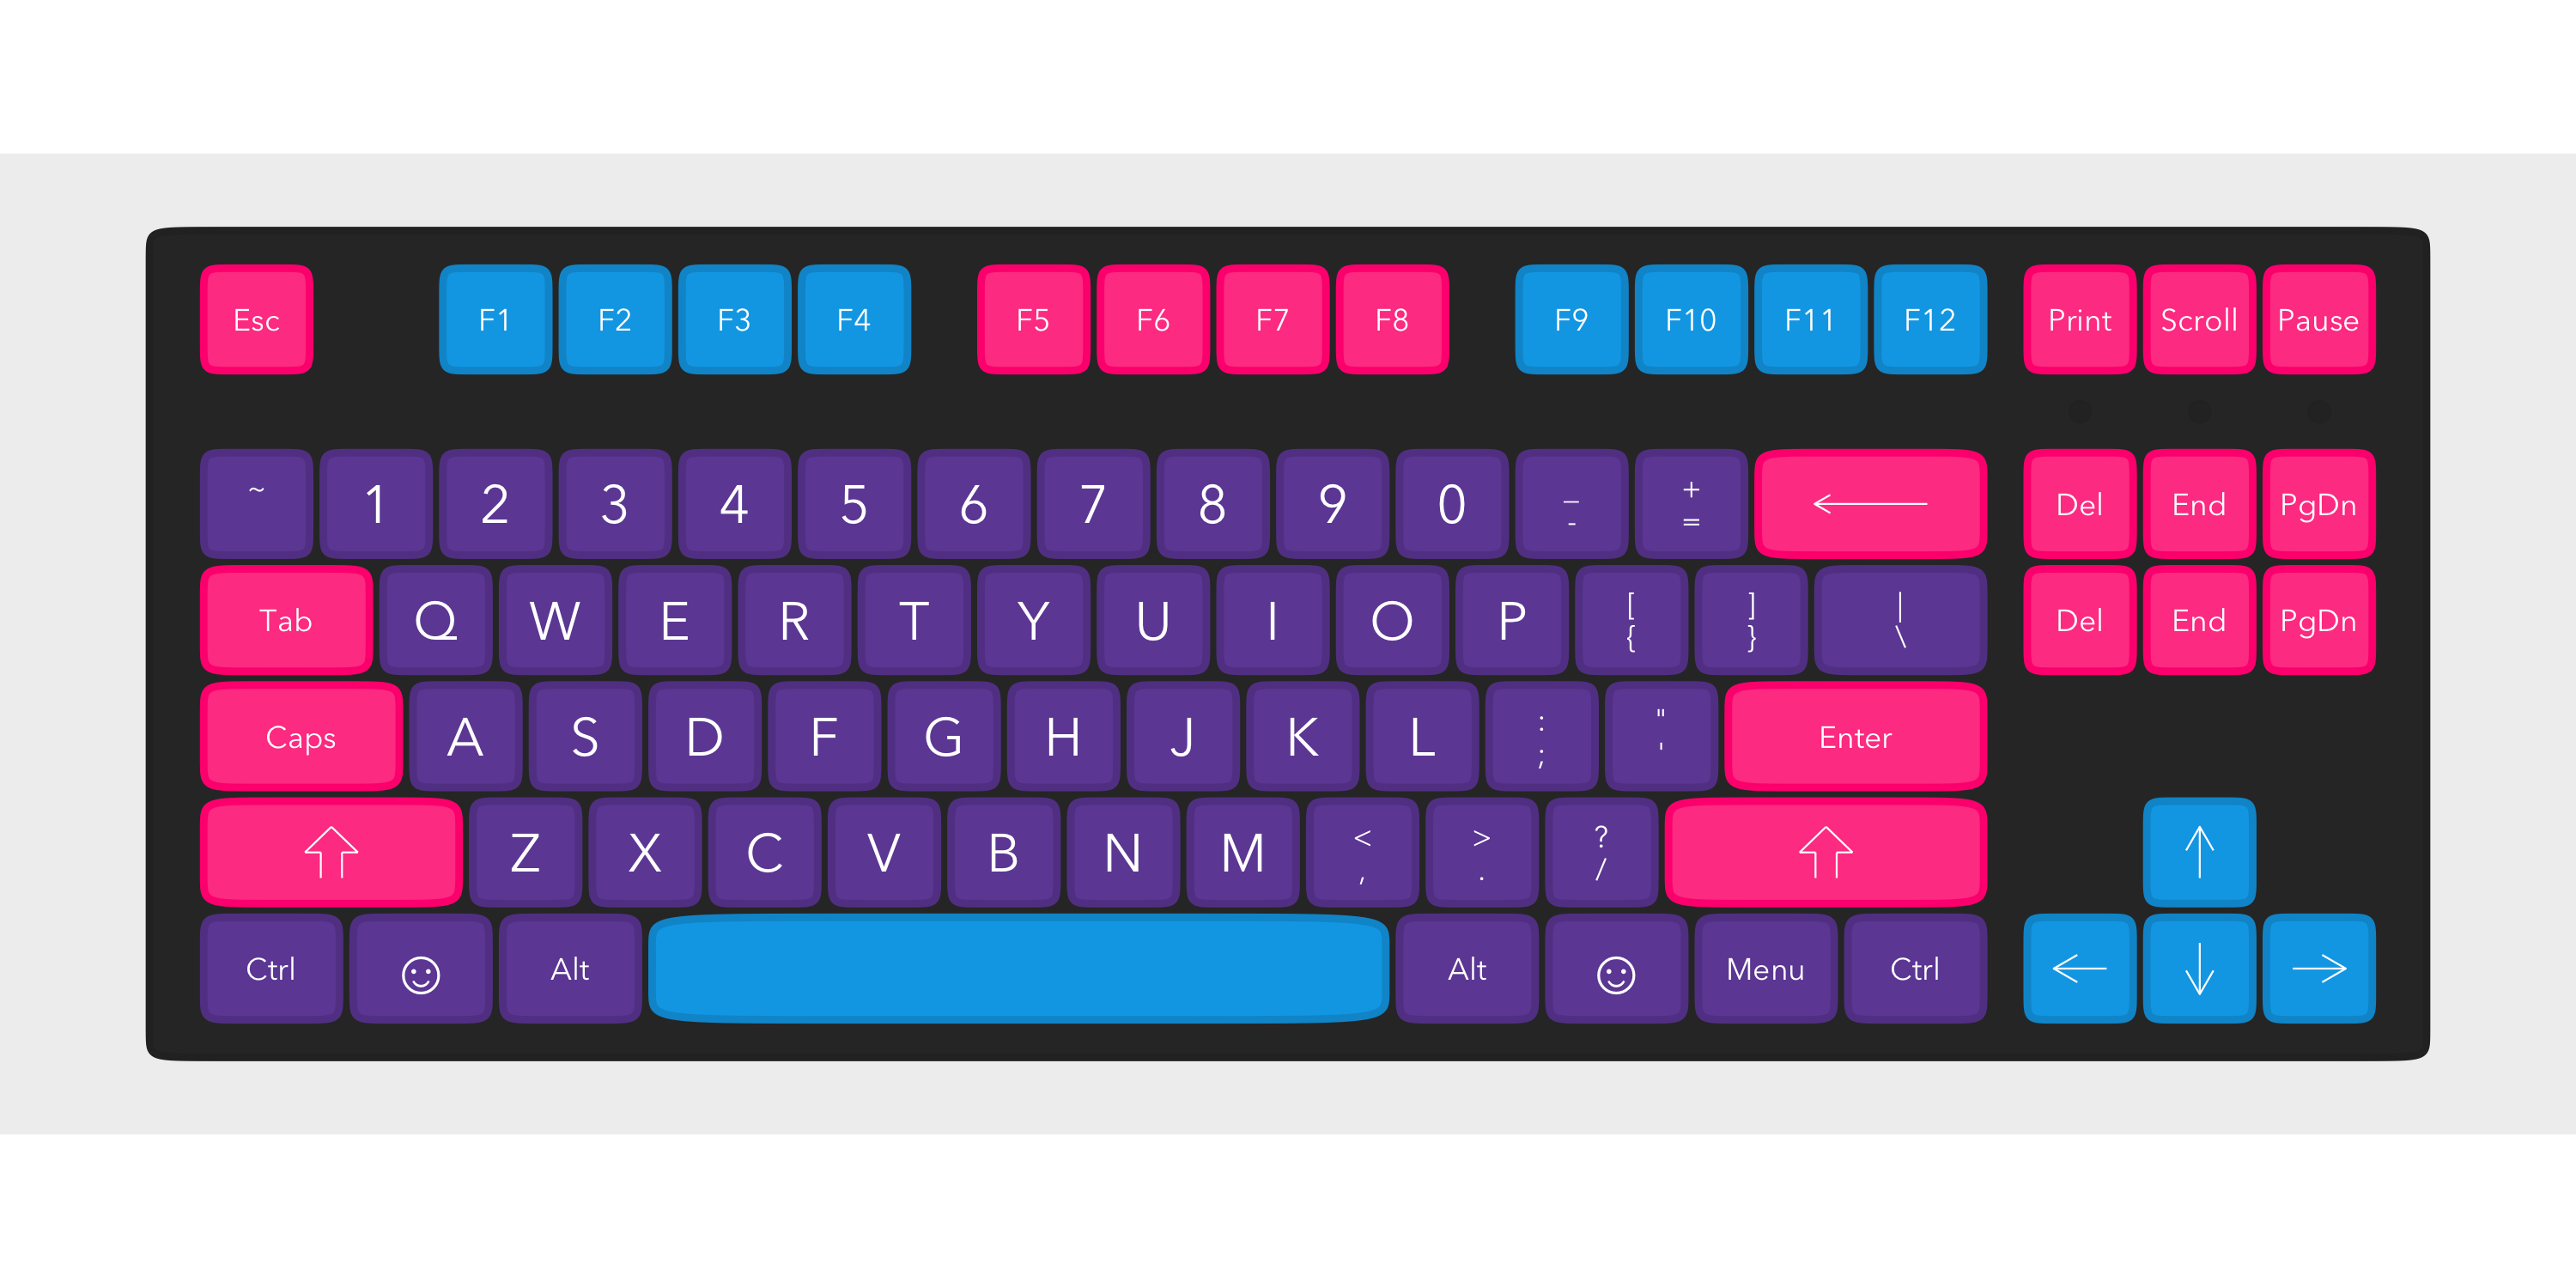 Esc F1 F2 F3 F4 F5 F6 F7 F8 F9 F10 F11 F12 Print Scroll Pause
~ 1 2 3 4 5 6 7 8 9 0 _ - + = ← Del End PgDn
Tab Q W E R T Y U I O P [ { ] } | \ Del End PgDn
Caps A S D F G H J K L : ; " ' Enter
⇧ Z X C V B N M < , > . ? / ⇧ ↑
Ctrl ☺ Alt Alt ☺ Menu Ctrl ← ↓ →